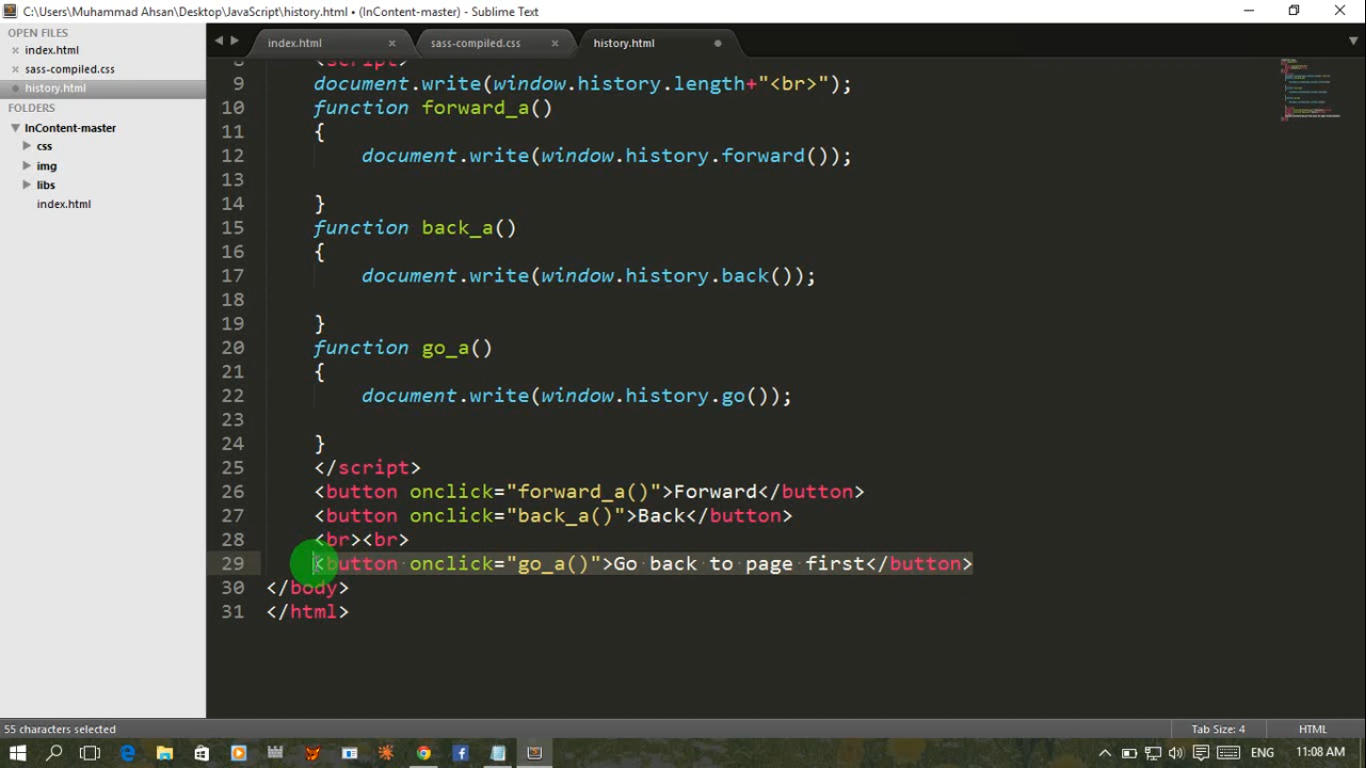 C:\Users\Muhammad Ahsan\Desktop\JavaScript\history.html • (InContent-master) - Sublime Text
OPEN FILES
index.html
sass-compiled.css
history.html
FOLDERS
InContent-master
css
img
libs
index.html
index.html
sass-compiled.css
history.html
8 <script>
9 document.write(window.history.length+"<br>");
10 function forward_a()
11 {
12 document.write(window.history.forward());
13
14 }
15 function back_a()
16 {
17 document.write(window.history.back());
18
19 }
20 function go_a()
21 {
22 document.write(window.history.go());
23
24 }
25 </script>
26 <button onclick="forward_a()">Forward</button>
27 <button onclick="back_a()">Back</button>
28 <br><br>
29 <button onclick="go_a()">Go back to page first</button>
30 </body>
31 </html>
55 characters selected
Tab Size: 4
HTML
ENG
11:08 AM